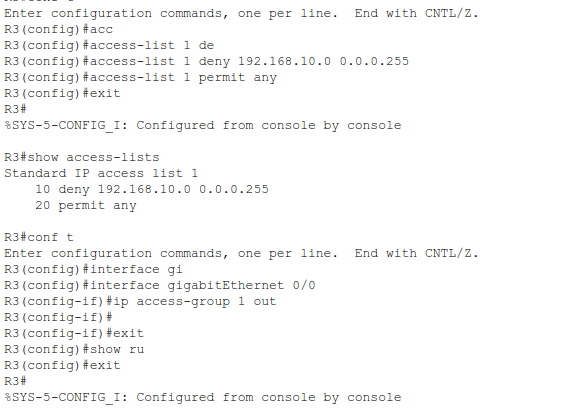 Enter configuration commands, one per line.  End with CNTL/Z.
R3(config)#acc
R3(config)#access-list 1 de
R3(config)#access-list 1 deny 192.168.10.0 0.0.0.255
R3(config)#access-list 1 permit any
R3(config)#exit
R3#
%SYS-5-CONFIG_I: Configured from console by console

R3#show access-lists
Standard IP access list 1
    10 deny 192.168.10.0 0.0.0.255
    20 permit any

R3#conf t
Enter configuration commands, one per line.  End with CNTL/Z.
R3(config)#interface gi
R3(config)#interface gigabitEthernet 0/0
R3(config-if)#ip access-group 1 out
R3(config-if)#
R3(config-if)#exit
R3(config)#show ru
R3(config)#exit
R3#
%SYS-5-CONFIG_I: Configured from console by console